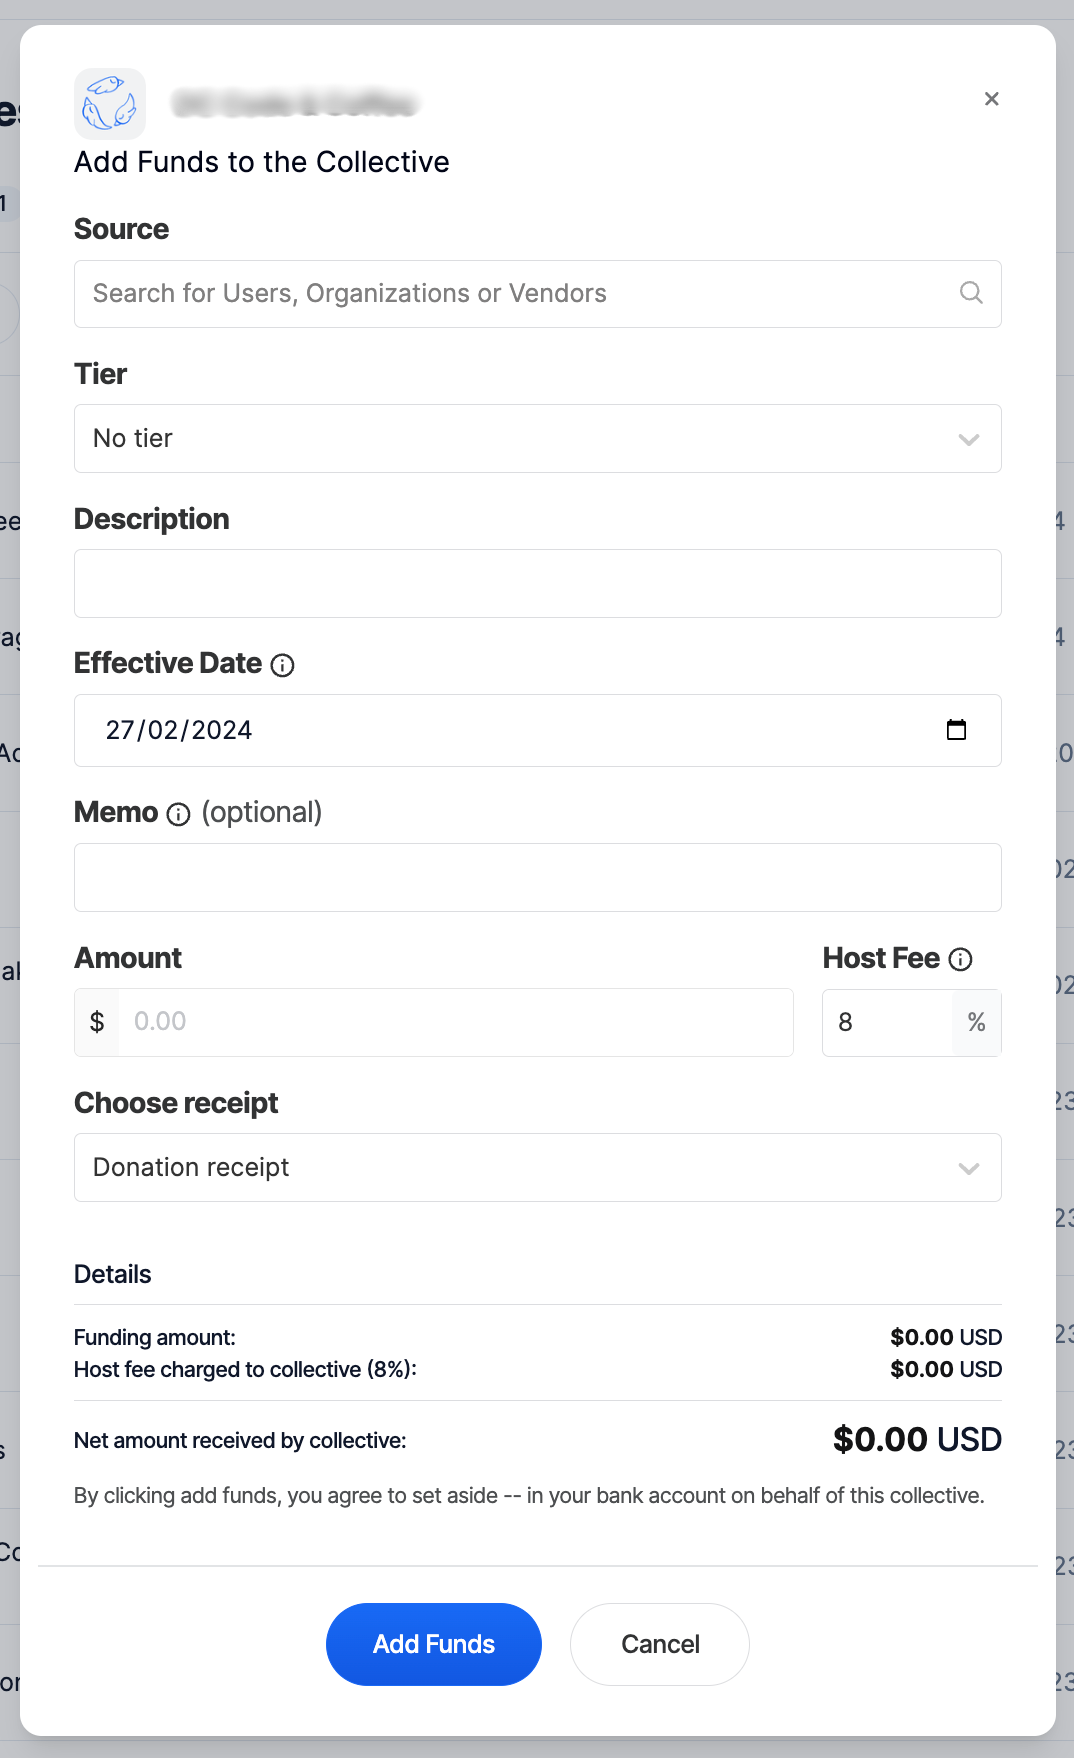 Add Funds to the Collective
Source
Search for Users, Organizations or Vendors
Tier
No tier
Description
Effective Date
27/02/2024
Memo (optional)
Amount
Host Fee
$ 0.00
8 %
Choose receipt
Donation receipt
Details
Funding amount: $0.00 USD
Host fee charged to collective (8%): $0.00 USD
Net amount received by collective: $0.00 USD
By clicking add funds, you agree to set aside -- in your bank account on behalf of this collective.
Add Funds
Cancel